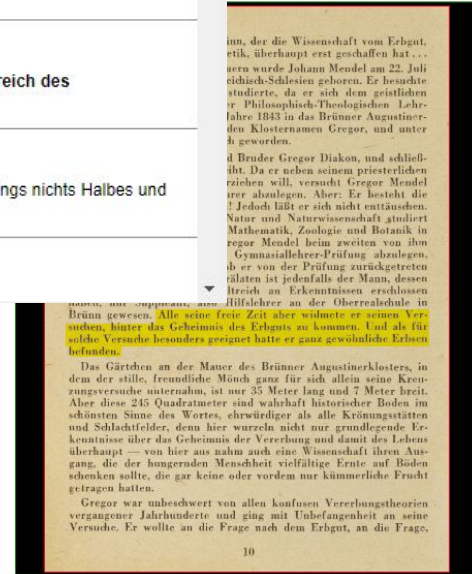 reich des
ngs nichts Halbes und
inn, der die Wissenschaft vom Erbgut,
etik, überhaupt erst geschaffen hat . . .
ern wurde Johann Mendel am 22. Juli
eichisch-Schlesien geboren. Er besuchte
studierte, da er sich dem geistlichen
er Philosophisch-Theologischen Lehr-
Jahre 1843 in das Brünner Augustiner-
den Klosternamen Gregor, und unter
h geworden.
d Bruder Gregor Diakon, und schließ-
iht. Da er neben seinem priesterlichen
rziehen will, versucht Gregor Mendel
rer abzulegen. Aber: Er besteht die
! Jedoch läßt er sich nicht enttäuschen.
Natur und Naturwissenschaft „studiert
Mathematik, Zoologie und Botanik in
regor Mendel beim zweiten von ihm
Gymnasiallehrer-Prüfung abzulegen,
ob er von der Prüfung zurückgetreten
rälaten ist jedenfalls der Mann, dessen
ltreich an Erkenntnissen erschlossen
haben, nur Supplent, also Hilfslehrer an der Oberrealschule in
Brünn gewesen. Alle seine freie Zeit aber widmete er seinen Ver-
suchen, hinter das Geheimnis des Erbguts zu kommen. Und als für
solche Versuche besonders geeignet hatte er ganz gewöhnliche Erbsen
befunden.
Das Gärtchen an der Mauer des Brünner Augustinerklosters, in
dem der stille, freundliche Mönch ganz für sich allein seine Kreu-
zungsversuche unternahm, ist nur 35 Meter lang und 7 Meter breit.
Aber diese 245 Quadratmeter sind wahrhaft historischer Boden im
schönsten Sinne des Wortes, ehrwürdiger als alle Krönungsstätten
und Schlachtfelder, denn hier wurzeln nicht nur grundlegende Er-
kenntnisse über das Geheimnis der Vererbung und damit des Lebens
überhaupt — von hier aus nahm auch eine Wissenschaft ihren Aus-
gang, die der hungernden Menschheit vielfältige Ernte auf Böden
schenken sollte, die gar keine oder vordem nur kümmerliche Frucht
getragen hatten.
Gregor war unbeschwert von allen konfusen Vererbungstheorien
vergangener Jahrhunderte und ging mit Unbefangenheit an seine
Versuche. Er wollte an die Frage nach dem Erbgut, an die Frage,
10